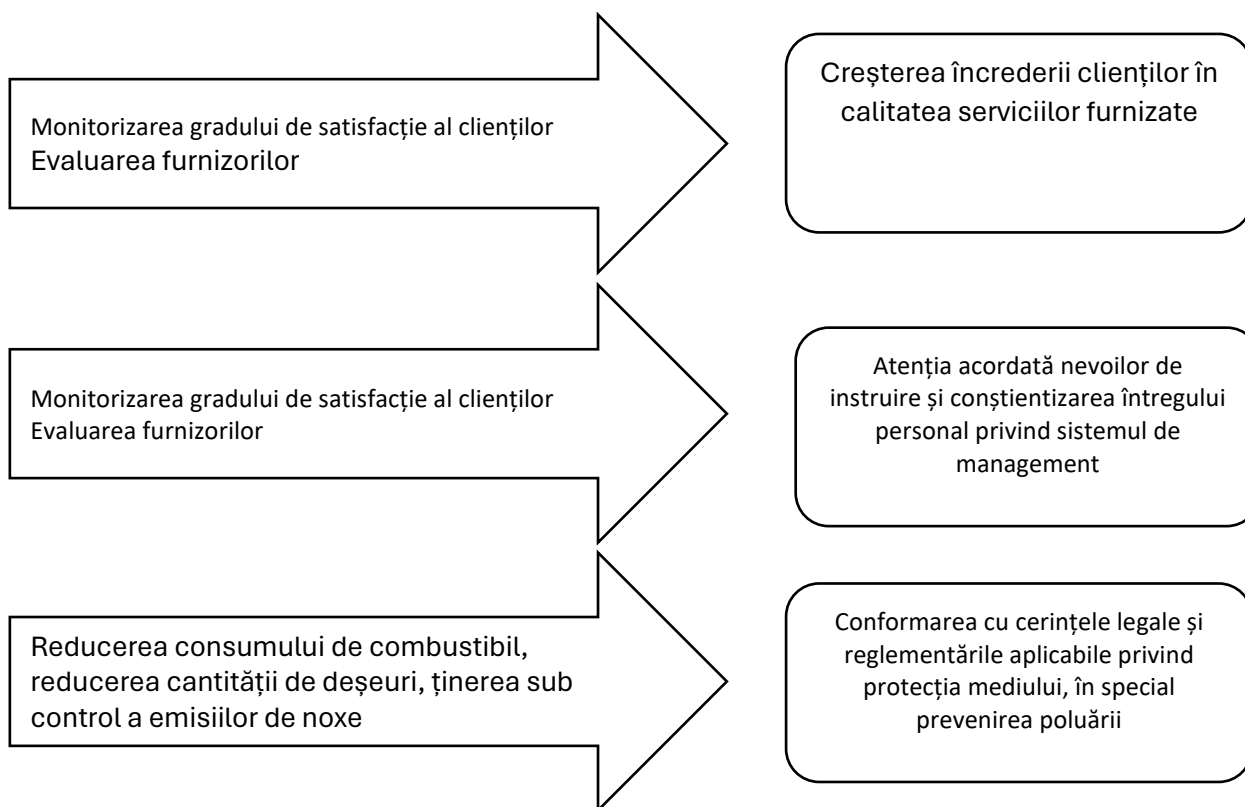 Monitorizarea gradului de satisfacție al clienților
Evaluarea furnizorilor
Creșterea încrederii clienților în
calitatea serviciilor furnizate
Monitorizarea gradului de satisfacție al clienților
Evaluarea furnizorilor
Atenția acordată nevoilor de
instruire și conștientizarea întregului
personal privind sistemul de
management
Reducerea consumului de combustibil,
reducerea cantității de deșeuri, ținerea sub
control a emisiilor de noxe
Conformarea cu cerințele legale și
reglementările aplicabile privind
protecția mediului, în special
prevenirea poluării